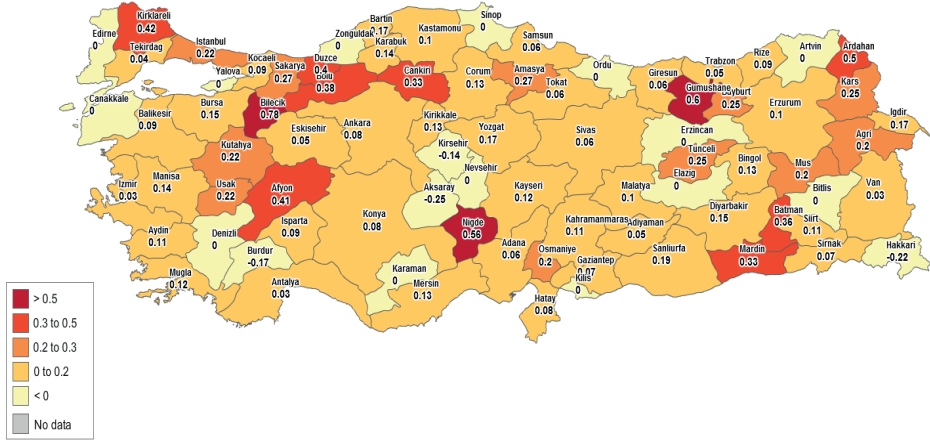 Edirne
0
Kirklareli
0.42
Tekirdag
0.04
Istanbul
0.22
Yalova
0
Kocaeli
0.09
Sakarya
0.27
Duzce
0.4
Bolu
0.38
Zonguldak
0
Bartin
0.17
Karabuk
0.14
Kastamonu
0.1
Sinop
0
Samsun
0.06
Cankiri
0.33
Corum
0.13
Amasya
0.27
Tokat
0.06
Ordu
0
Giresun
0.06
Gumushane
0.6
Trabzon
0.05
Bayburt
0.25
Rize
0.09
Artvin
0
Ardahan
0.5
Kars
0.25
Igdir
0.17
Agri
0.2
Erzurum
0.1
Canakkale
0
Balikesir
0.09
Bursa
0.15
Bilecik
0.78
Eskisehir
0.05
Ankara
0.08
Kirikkale
0.13
Kirsehir
-0.14
Yozgat
0.17
Sivas
0.06
Erzincan
0
Tunceli
0.25
Elazig
0
Bingol
0.13
Mus
0.2
Bitlis
0
Van
0.03
Kutahya
0.22
Manisa
0.14
Izmir
0.03
Usak
0.22
Afyon
0.41
Nevsehir
0
Aksaray
-0.25
Kayseri
0.12
Malatya
0.1
Diyarbakir
0.15
Batman
0.36
Siirt
0.11
Sirnak
0.07
Hakkari
-0.22
Mardin
0.33
Aydin
0.11
Denizli
0
Isparta
0.09
Burdur
-0.17
Konya
0.08
Nigde
0.56
Adana
0.06
Kahramanmaras
0.11
Adiyaman
0.05
Sanliurfa
0.19
Osmaniye
0.2
Gaziantep
0.07
Kilis
0
Hatay
0.08
Mugla
0.12
Antalya
0.03
Karaman
0
Mersin
0.13
> 0.5
0.3 to 0.5
0.2 to 0.3
0 to 0.2
< 0
No data